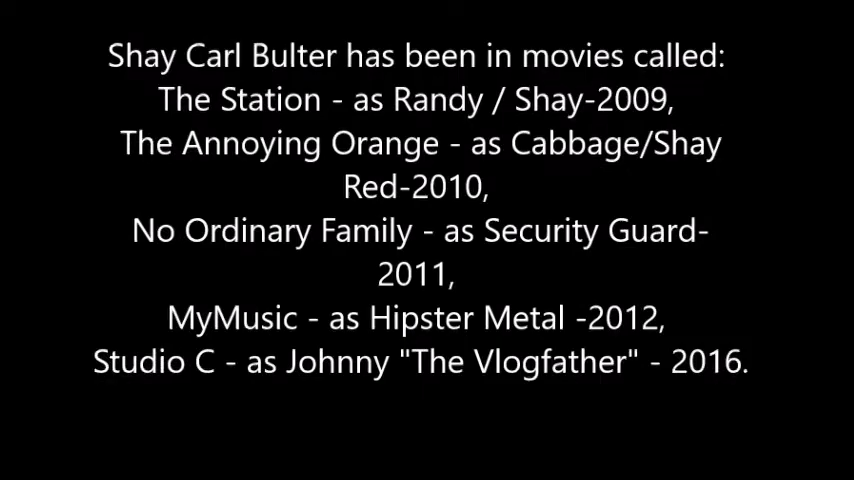 Shay Carl Bulter has been in movies called:
The Station - as Randy / Shay-2009,
The Annoying Orange - as Cabbage/Shay
Red-2010,
No Ordinary Family - as Security Guard-
2011,
MyMusic - as Hipster Metal -2012,
Studio C - as Johnny "The Vlogfather" - 2016.